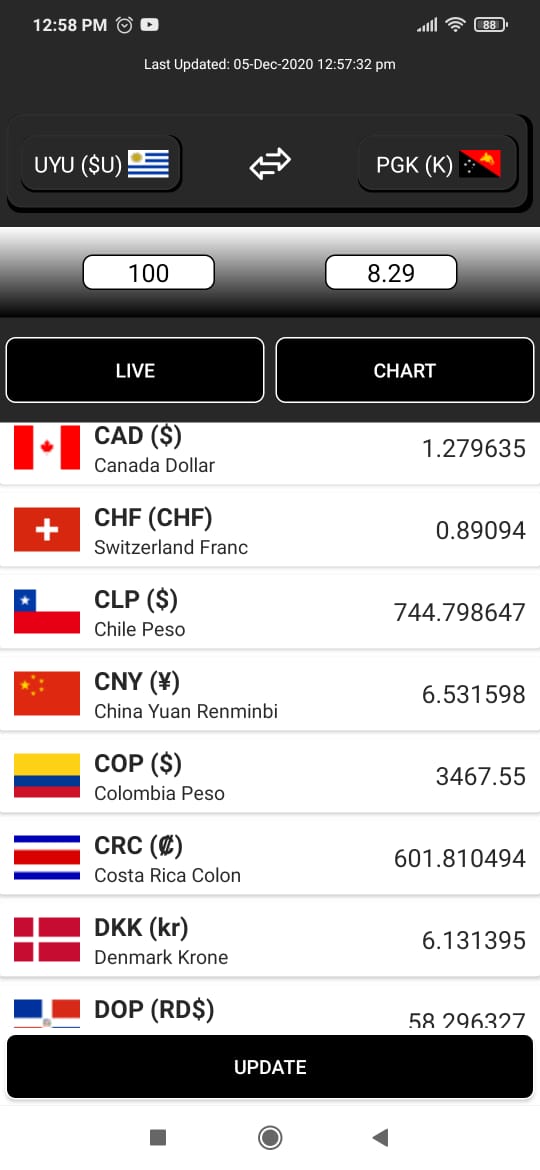 12:58 PM
88
Last Updated: 05-Dec-2020 12:57:32 pm
UYU ($U)
PGK (K)
100
8.29
LIVE
CHART
CAD ($)
Canada Dollar
1.279635
CHF (CHF)
Switzerland Franc
0.89094
CLP ($)
Chile Peso
744.798647
CNY (¥)
China Yuan Renminbi
6.531598
COP ($)
Colombia Peso
3467.55
CRC (₡)
Costa Rica Colon
601.810494
DKK (kr)
Denmark Krone
6.131395
DOP (RD$)
58.296327
UPDATE